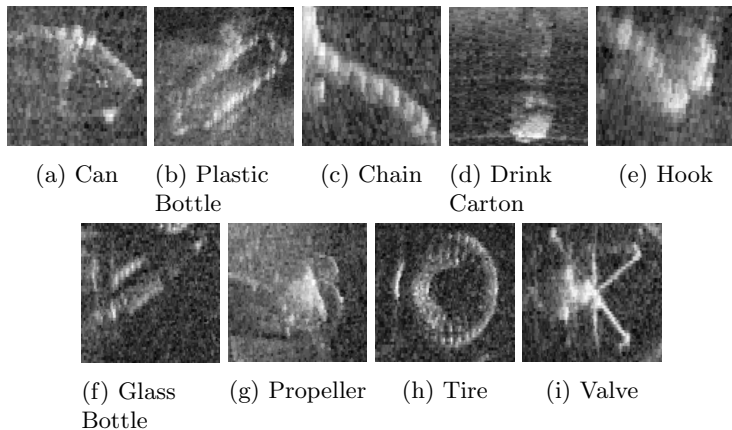 (a) Can
(b) Plastic
Bottle
(c) Chain
(d) Drink
Carton
(e) Hook
(f) Glass
Bottle
(g) Propeller
(h) Tire
(i) Valve